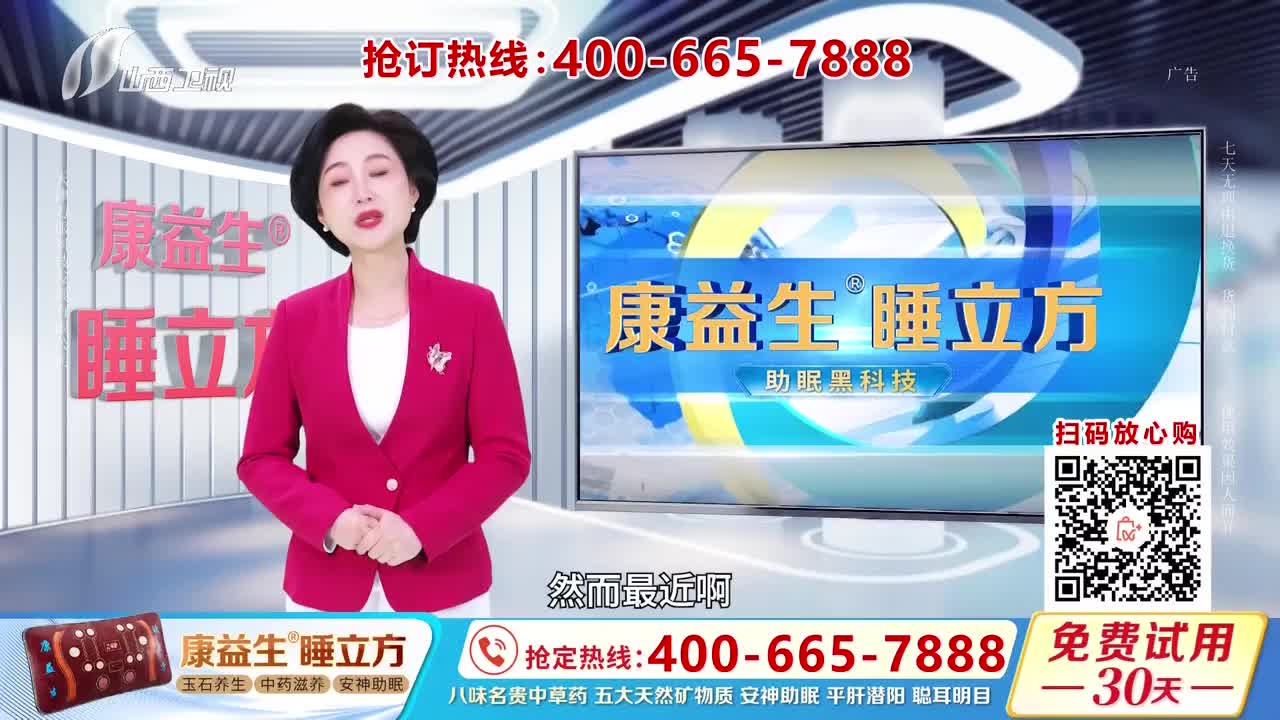 抢订热线:400-665-7888
山西卫视
广告
康益生®
睡立方
康益生®睡立方
助眠黑科技
七天无理由退换货
使用效果因人而异
扫码放心购
然而最近啊
康益生
康益生®睡立方
玉石养生 中药滋养 安神助眠
抢定热线:400-665-7888
八味名贵中草药 五大天然矿物质 安神助眠 平肝潜阳 聪耳明目
免费试用
30天